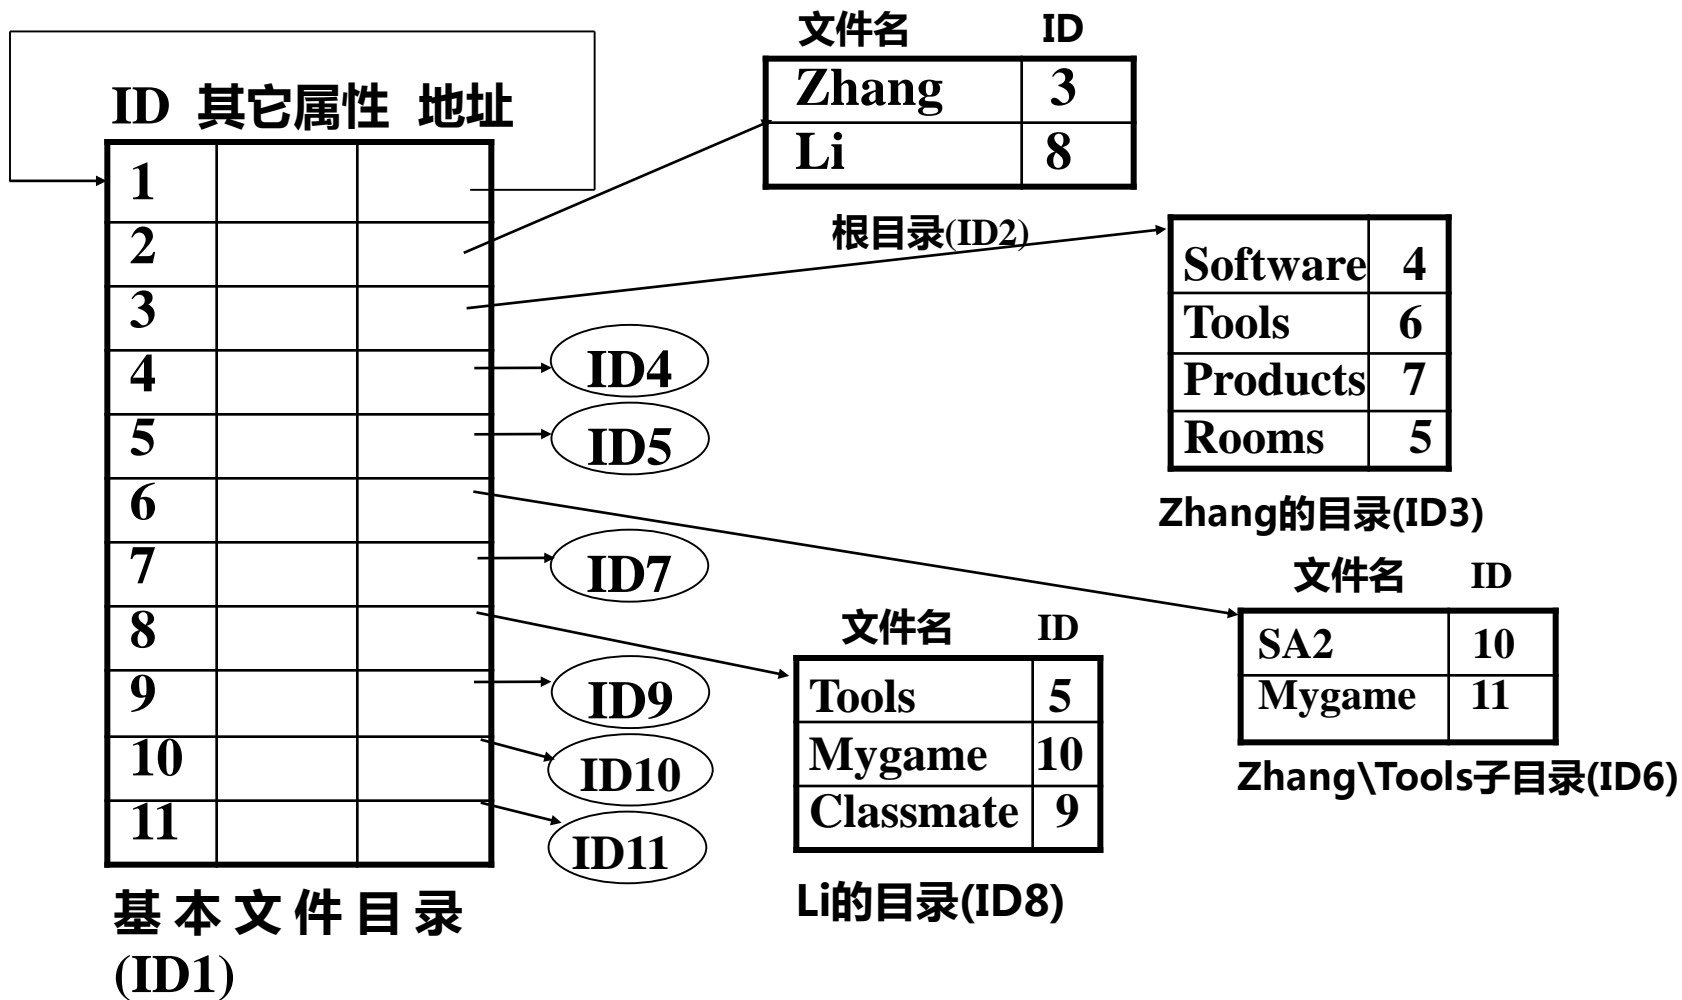 ID 其它属性 地址
1
2
3
4
5
6
7
8
9
10
11
基本文件目录
(ID1)
ID4
ID5
ID7
ID9
ID10
ID11
文件名 ID
Zhang 3
Li 8
根目录(ID2)
Software 4
Tools 6
Products 7
Rooms 5
Zhang的目录(ID3)
文件名 ID
SA2 10
Mygame 11
Zhang\Tools子目录(ID6)
文件名 ID
Tools 5
Mygame 10
Classmate 9
Li的目录(ID8)